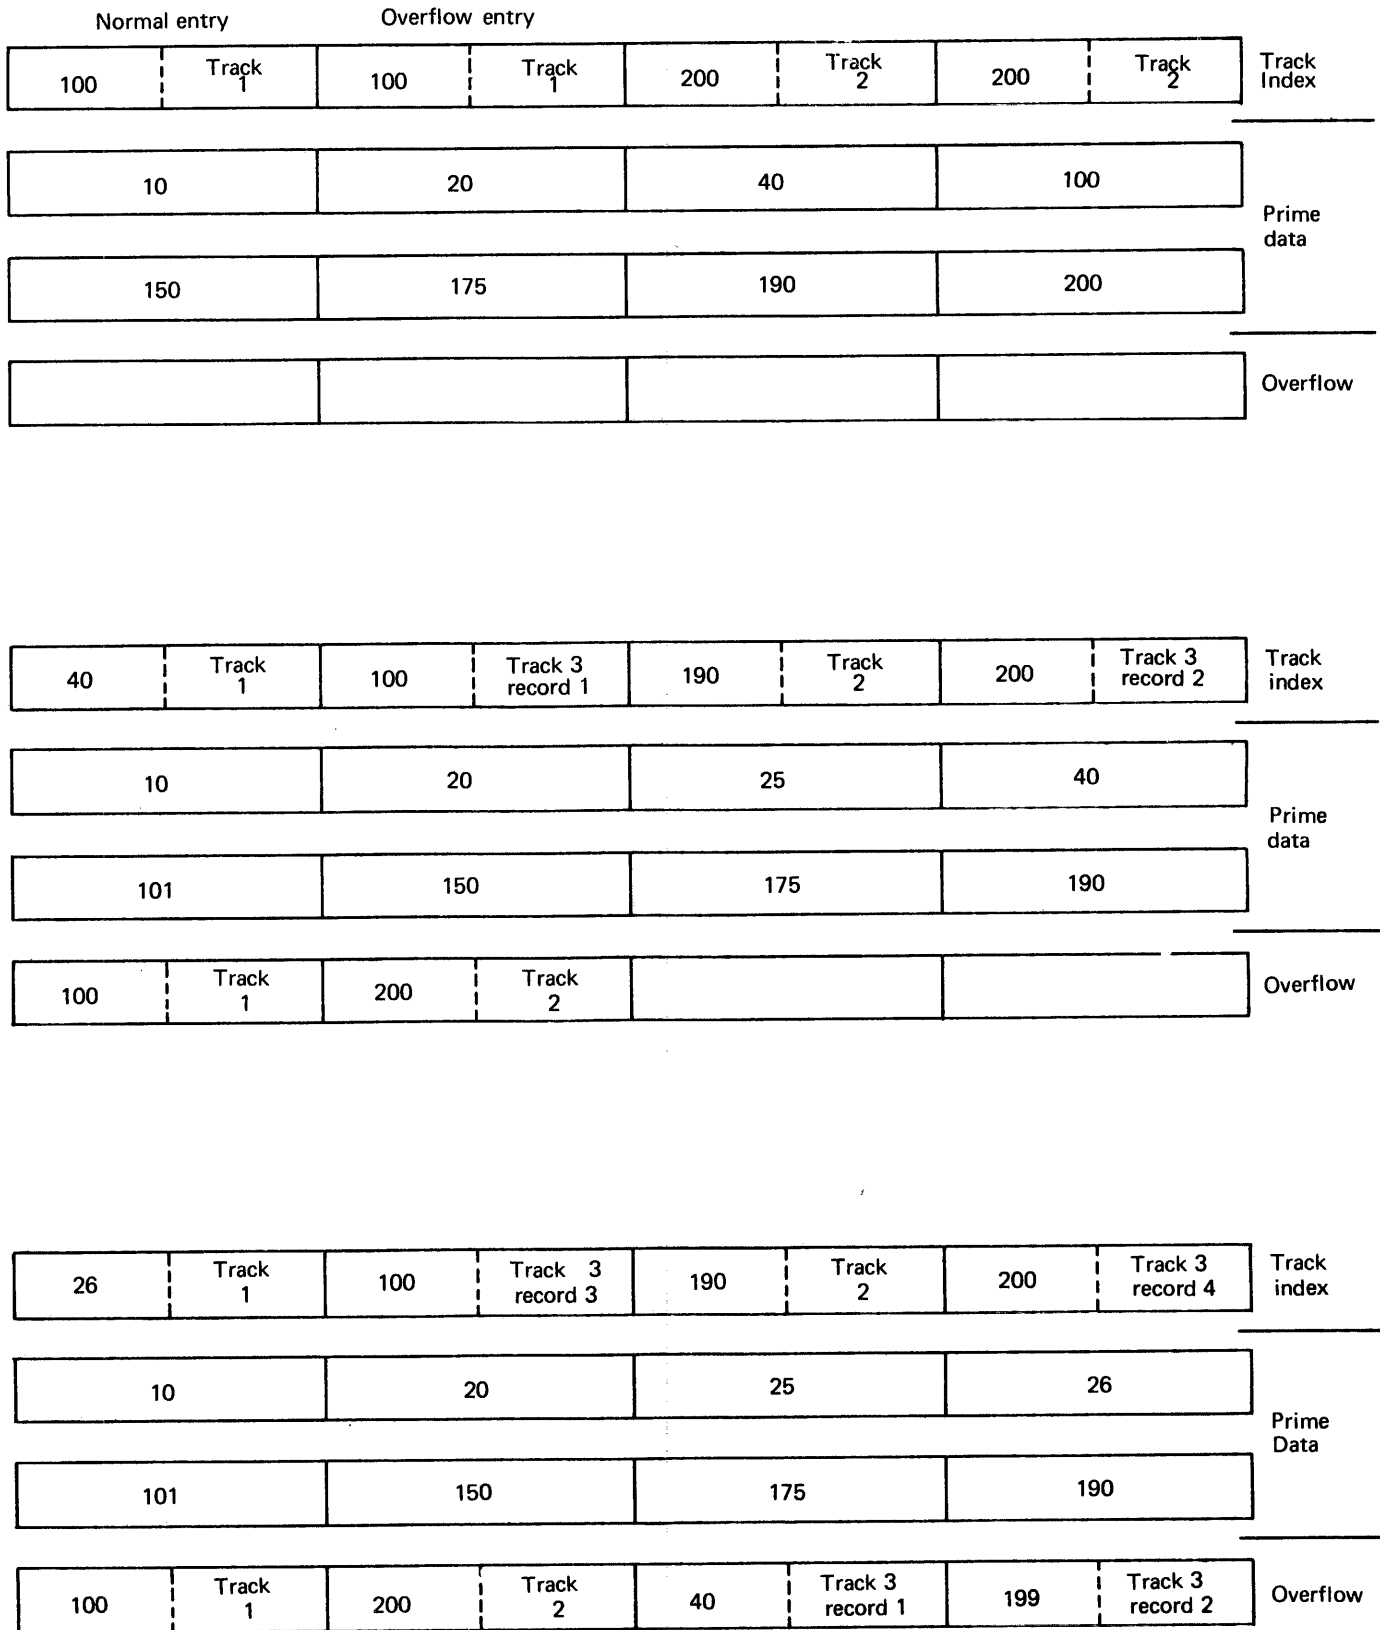 Normal entry Overflow entry
100 Track 1 100 Track 1 200 Track 2 200 Track 2 Track Index
10 20 40 100
Prime data
150 175 190 200
Overflow
40 Track 1 100 Track 3 record 1 190 Track 2 200 Track 3 record 2 Track index
10 20 25 40
Prime data
101 150 175 190
100 Track 1 200 Track 2 Overflow
26 Track 1 100 Track 3 record 3 190 Track 2 200 Track 3 record 4 Track index
10 20 25 26
Prime Data
101 150 175 190
100 Track 1 200 Track 2 40 Track 3 record 1 199 Track 3 record 2 Overflow